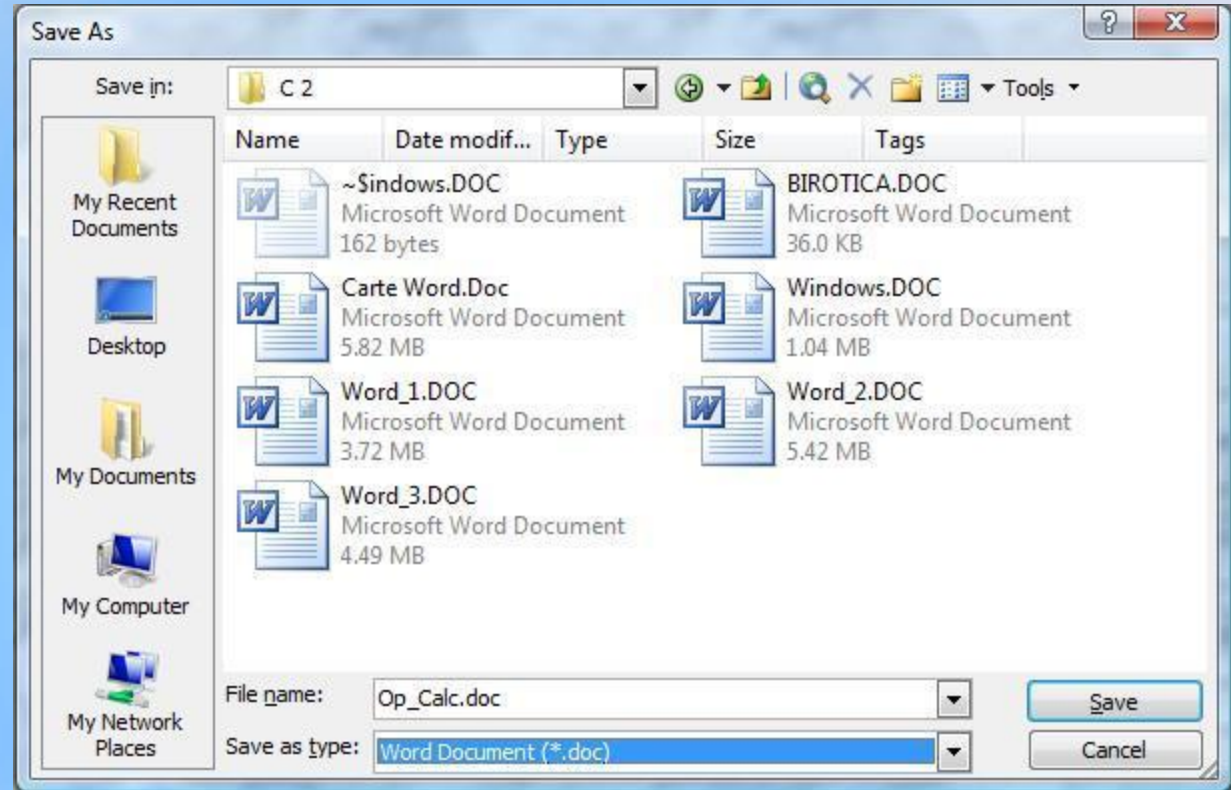 Save As
Save in:
C 2
Tools
Name Date modif... Type Size Tags
My Recent
Documents
Desktop
My Documents
My Computer
My Network
Places
~$indows.DOC
Microsoft Word Document
162 bytes
BIROTICA.DOC
Microsoft Word Document
36.0 KB
Carte Word.Doc
Microsoft Word Document
5.82 MB
Windows.DOC
Microsoft Word Document
1.04 MB
Word_1.DOC
Microsoft Word Document
3.72 MB
Word_2.DOC
Microsoft Word Document
5.42 MB
Word_3.DOC
Microsoft Word Document
4.49 MB
File name: Op_Calc.doc
Save
Save as type: Word Document (*.doc)
Cancel